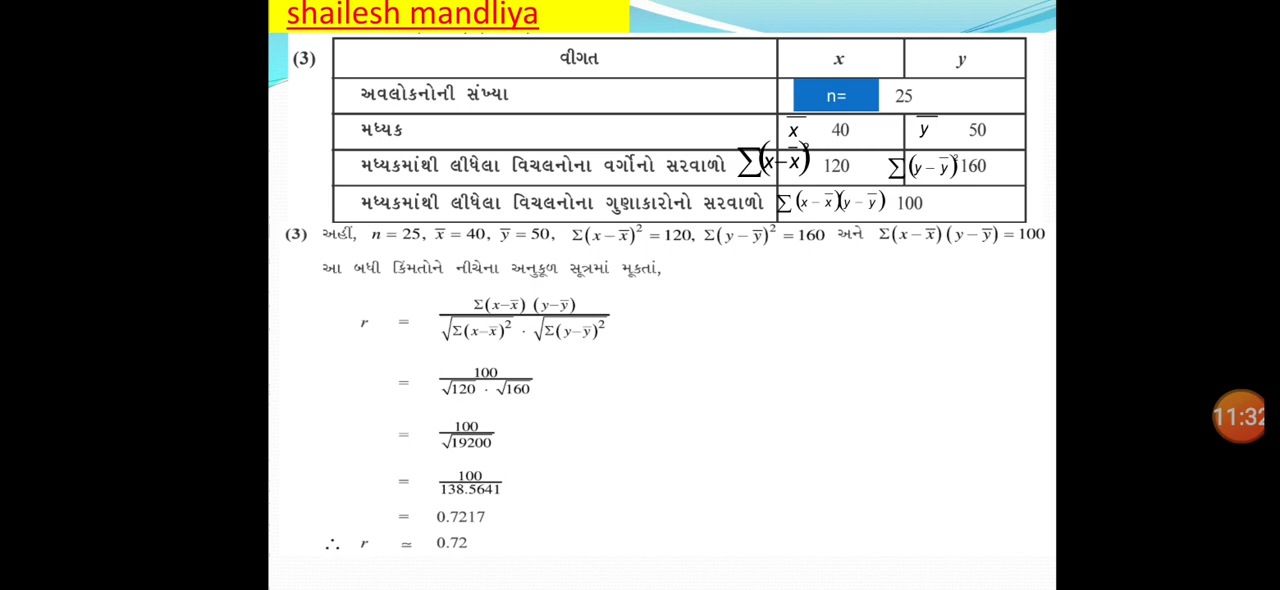 shailesh mandliya
(3) વીગત x y
અવલોકનોની સંખ્યા n= 25
મધ્યક x̅ 40 y̅ 50
મધ્યકમાંથી લીધેલા વિચલનોના વર્ગોનો સરવાળો ∑(x−x̅)² 120 ∑(y−y̅)² 160
મધ્યકમાંથી લીધેલા વિચલનોના ગુણાકારોનો સરવાળો ∑(x−x̅)(y−y̅) 100
(3) અહીં, n = 25, x̅ = 40, y̅ = 50, Σ(x−x̅)² = 120, Σ(y−y̅)² = 160 અને Σ(x−x̅)(y−y̅) = 100
આ બધી કિંમતોને નીચેના અનુકૂળ સૂત્રમાં મૂકતાં,
r = Σ(x−x̅) (y−y̅) / √Σ(x−x̅)² · √Σ(y−y̅)²
= 100 / √120 · √160
= 100 / √19200
= 100 / 138.5641
= 0.7217
∴ r ≃ 0.72
11:32